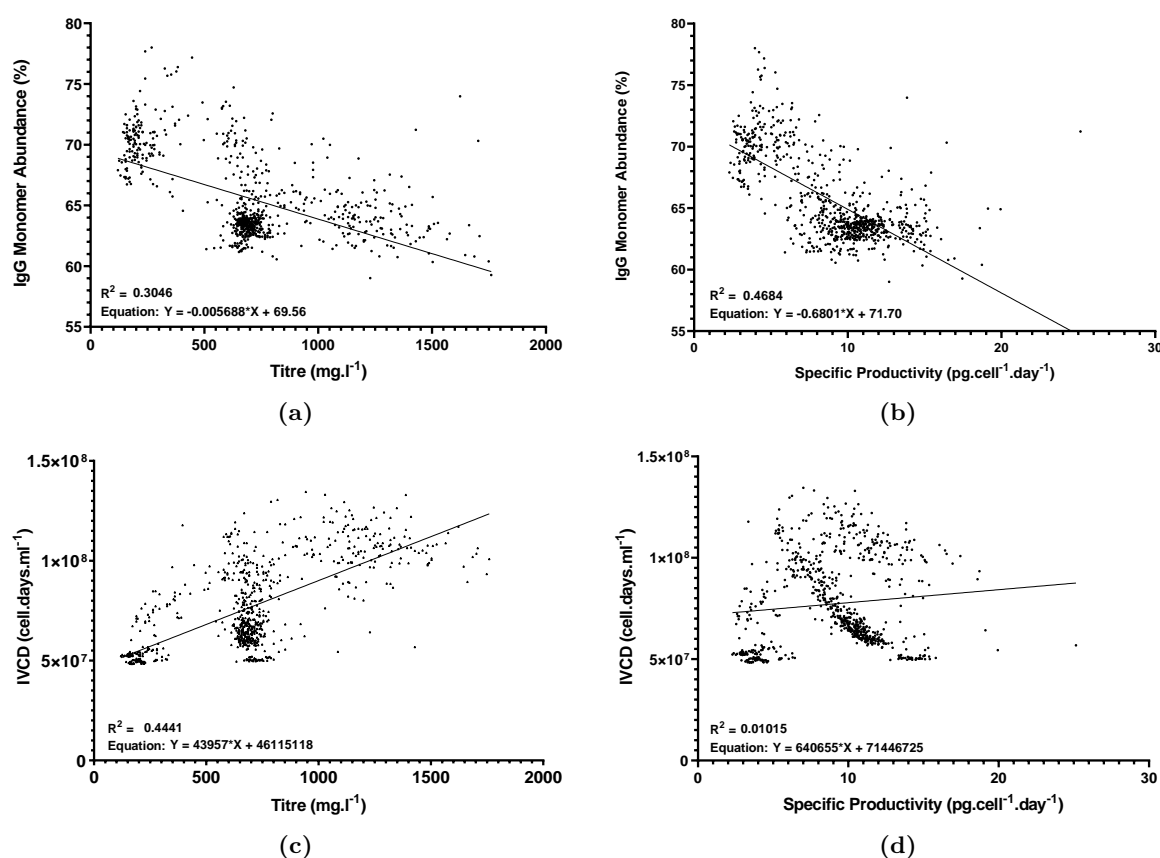 80
75
70
65
60
55
IgG Monomer Abundance (%)
R² = 0.3046
Equation: Y = -0.005688*X + 69.56
0 500 1000 1500 2000
Titre (mg.l⁻¹)
(a)
80
75
70
65
60
55
IgG Monomer Abundance (%)
R² = 0.4684
Equation: Y = -0.6801*X + 71.70
0 10 20 30
Specific Productivity (pg.cell⁻¹.day⁻¹)
(b)
1.5×10⁸
1×10⁸
5×10⁷
0
IVCD (cell.days.ml⁻¹)
R² = 0.4441
Equation: Y = 43957*X + 46115118
0 500 1000 1500 2000
Titre (mg.l⁻¹)
(c)
1.5×10⁸
1×10⁸
5×10⁷
0
IVCD (cell.days.ml⁻¹)
R² = 0.01015
Equation: Y = 640655*X + 71446725
0 10 20 30
Specific Productivity (pg.cell⁻¹.day⁻¹)
(d)